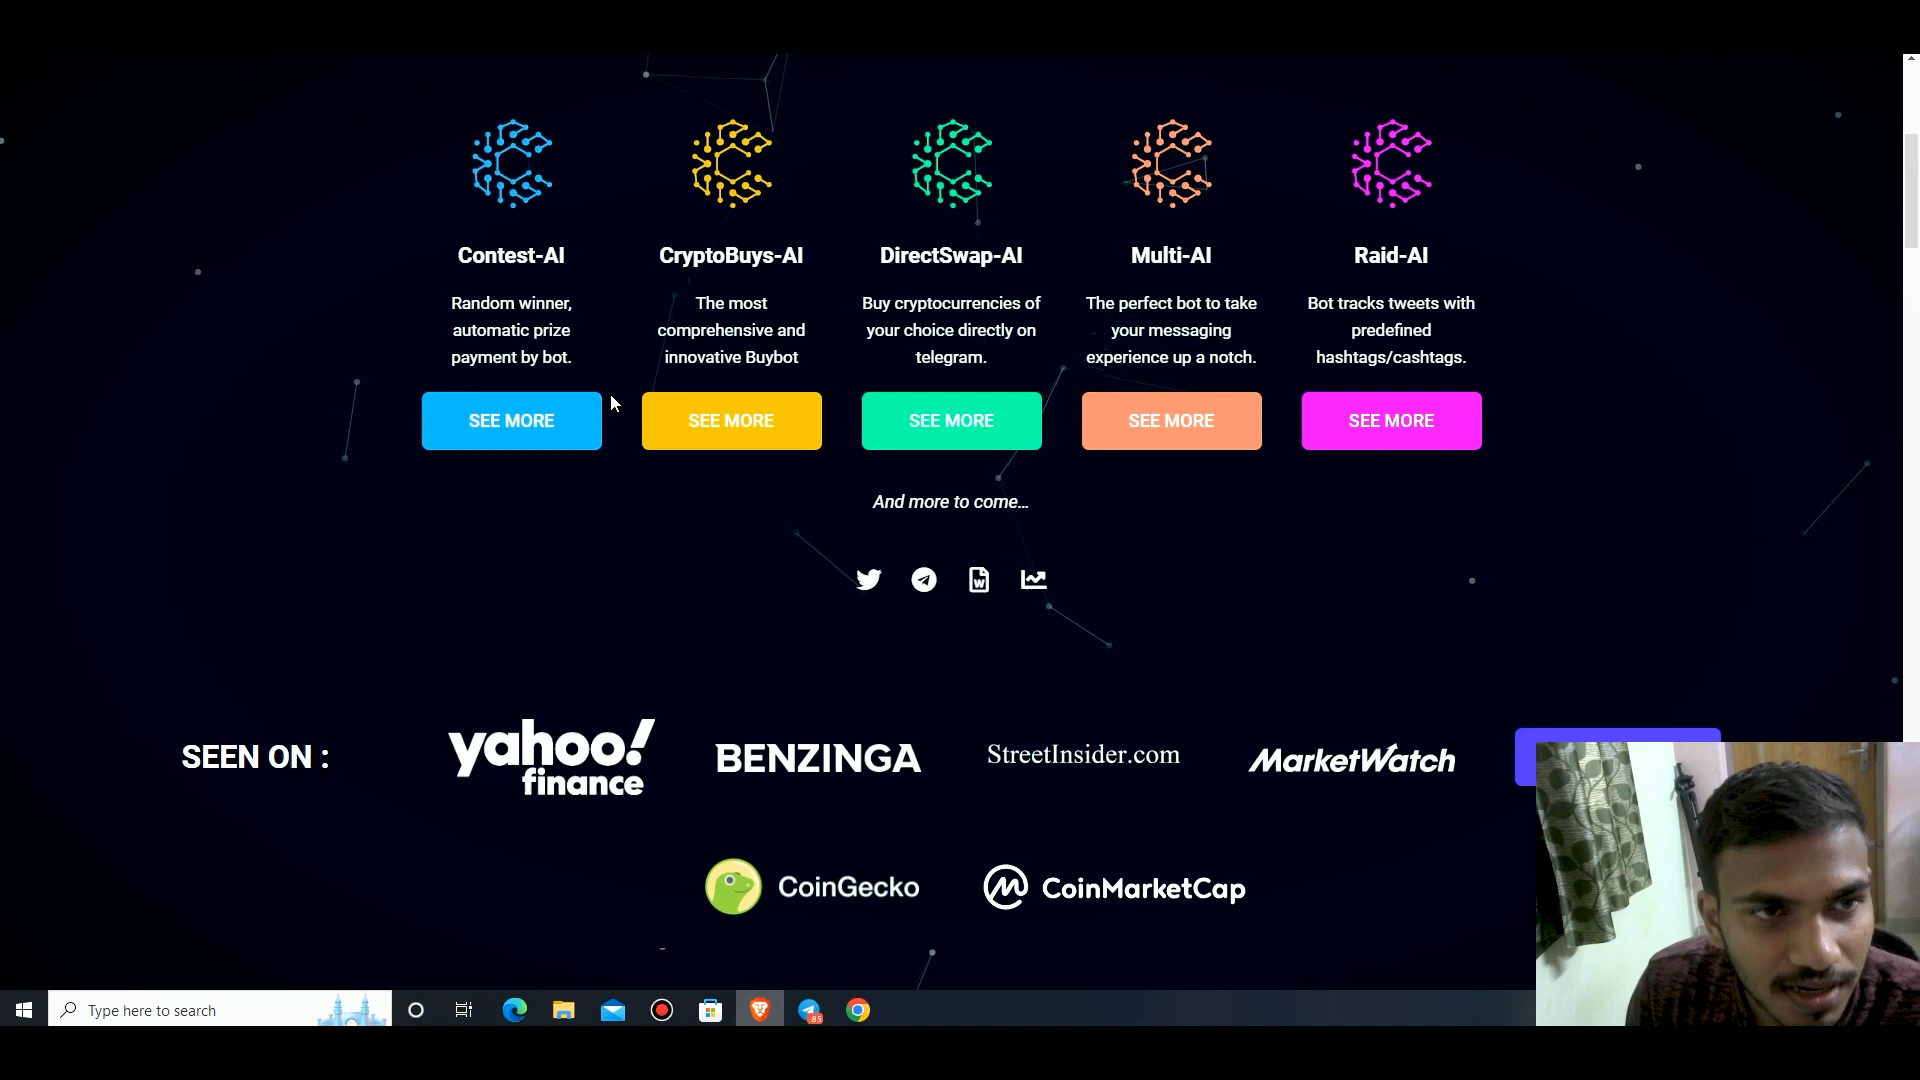 Contest-AI
Random winner,
automatic prize
payment by bot.
SEE MORE
CryptoBuys-AI
The most
comprehensive and
innovative Buybot
SEE MORE
DirectSwap-AI
Buy cryptocurrencies of
your choice directly on
telegram.
SEE MORE
Multi-AI
The perfect bot to take
your messaging
experience up a notch.
SEE MORE
Raid-AI
Bot tracks tweets with
predefined
hashtags/cashtags.
SEE MORE
And more to come...
SEEN ON :
yahoo!
finance
BENZINGA
StreetInsider.com
MarketWatch
CoinGecko
CoinMarketCap
Type here to search
85